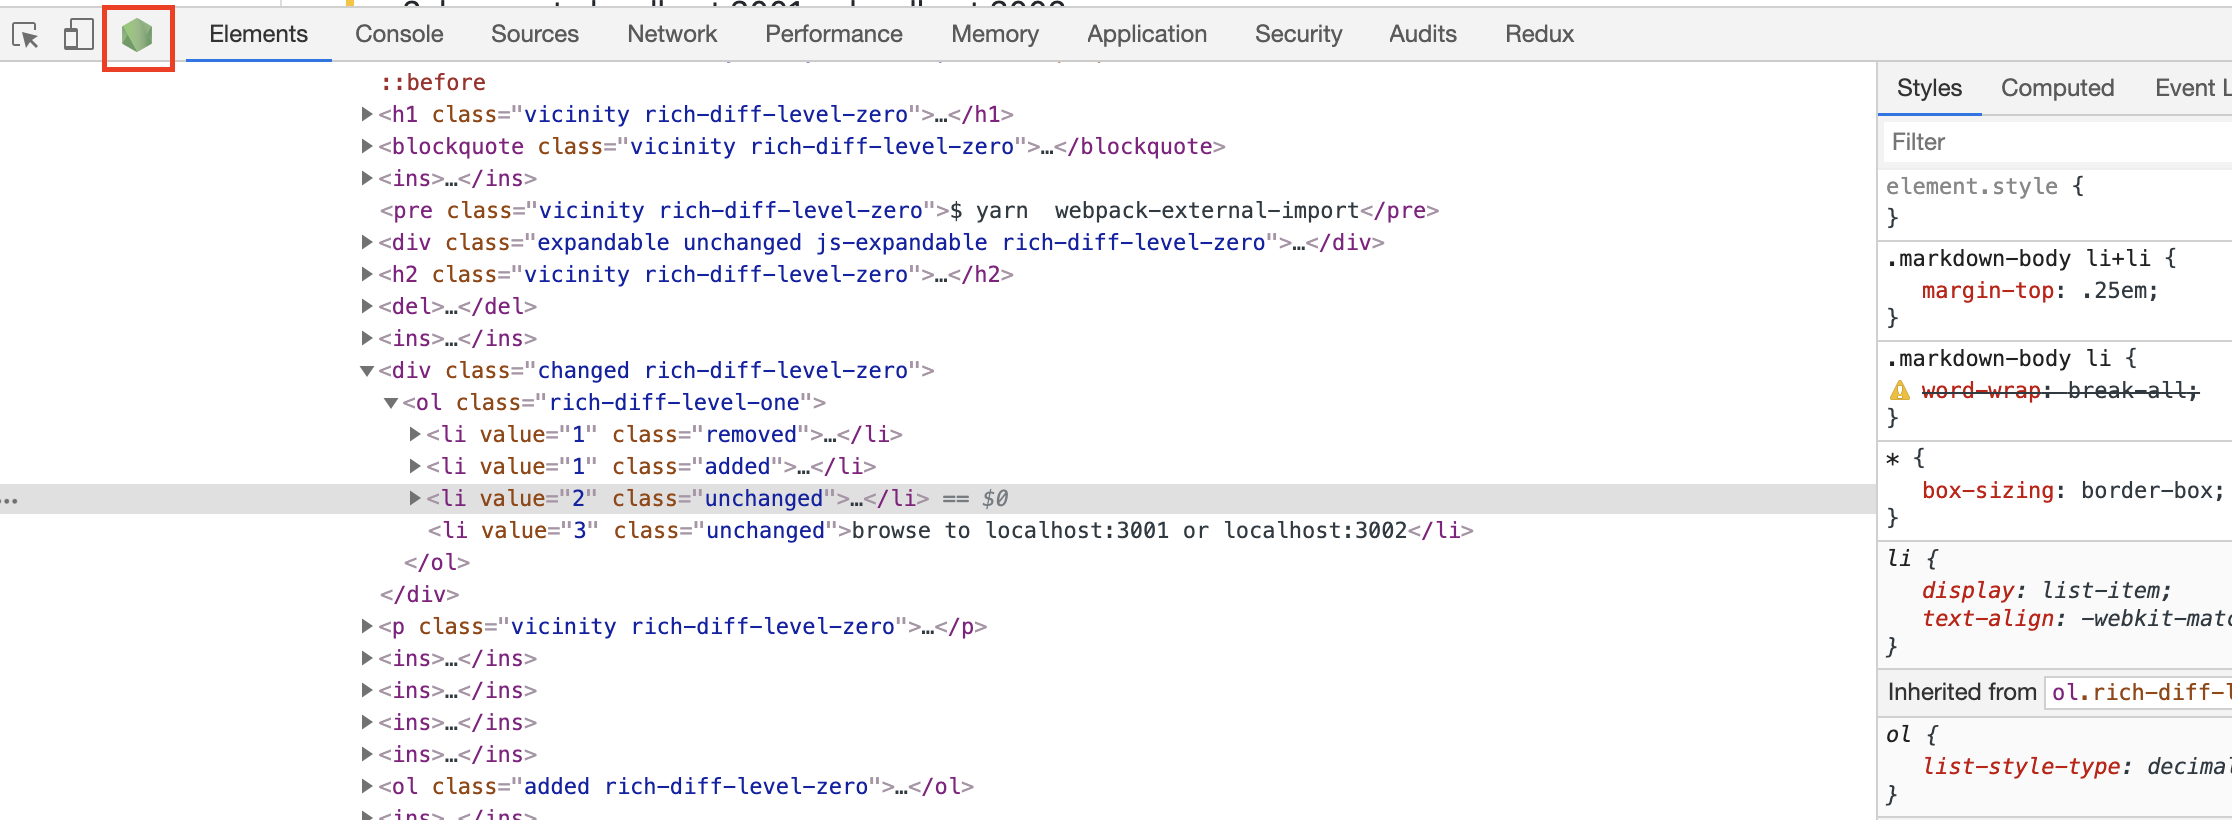 Elements Console Sources Network Performance Memory Application Security Audits Redux
::before
<h1 class="vicinity rich-diff-level-zero">…</h1>
<blockquote class="vicinity rich-diff-level-zero">…</blockquote>
<ins>…</ins>
<pre class="vicinity rich-diff-level-zero">$ yarn  webpack-external-import</pre>
<div class="expandable unchanged js-expandable rich-diff-level-zero">…</div>
<h2 class="vicinity rich-diff-level-zero">…</h2>
<del>…</del>
<ins>…</ins>
<div class="changed rich-diff-level-zero">
<ol class="rich-diff-level-one">
<li value="1" class="removed">…</li>
<li value="1" class="added">…</li>
… <li value="2" class="unchanged">…</li> == $0
<li value="3" class="unchanged">browse to localhost:3001 or localhost:3002</li>
</ol>
</div>
<p class="vicinity rich-diff-level-zero">…</p>
<ins>…</ins>
<ins>…</ins>
<ins>…</ins>
<ins>…</ins>
<ol class="added rich-diff-level-zero">…</ol>
<ins>…</ins>
Styles Computed Event L
Filter
element.style {
}
.markdown-body li+li {
margin-top: .25em;
}
.markdown-body li {
word-wrap: break-all;
}
* {
box-sizing: border-box;
}
li {
display: list-item;
text-align: -webkit-matc
}
Inherited from ol.rich-diff-l
ol {
list-style-type: decimal
}